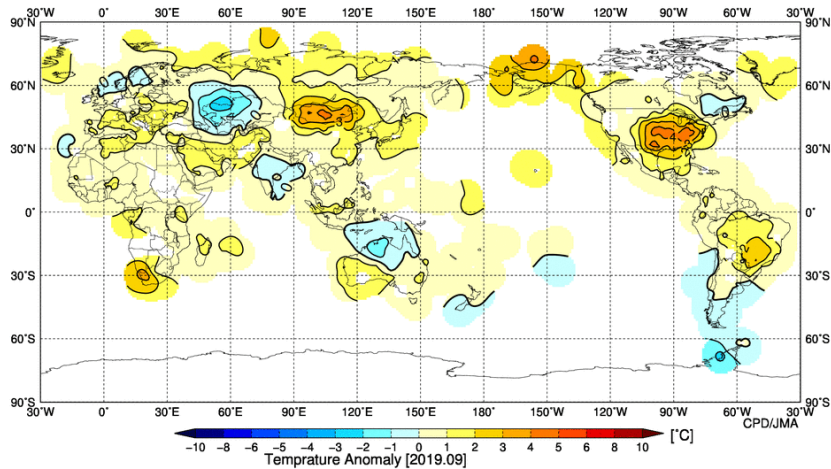 30°W 0° 30°E 60°E 90°E 120°E 150°E 180° 150°W 120°W 90°W 60°W 30°W
90°N 90°N
60°N 60°N
30°N 30°N
0° 0°
30°S 30°S
60°S 60°S
90°S 90°S
30°W 0° 30°E 60°E 90°E 120°E 150°E 180° 150°W 120°W 90°W 60°W 30°W
CPD/JMA
[˚C]
−10 −8 −6 −5 −4 −3 −2 −1 0 1 2 3 4 5 6 8 10
Temprature Anomaly [2019.09]